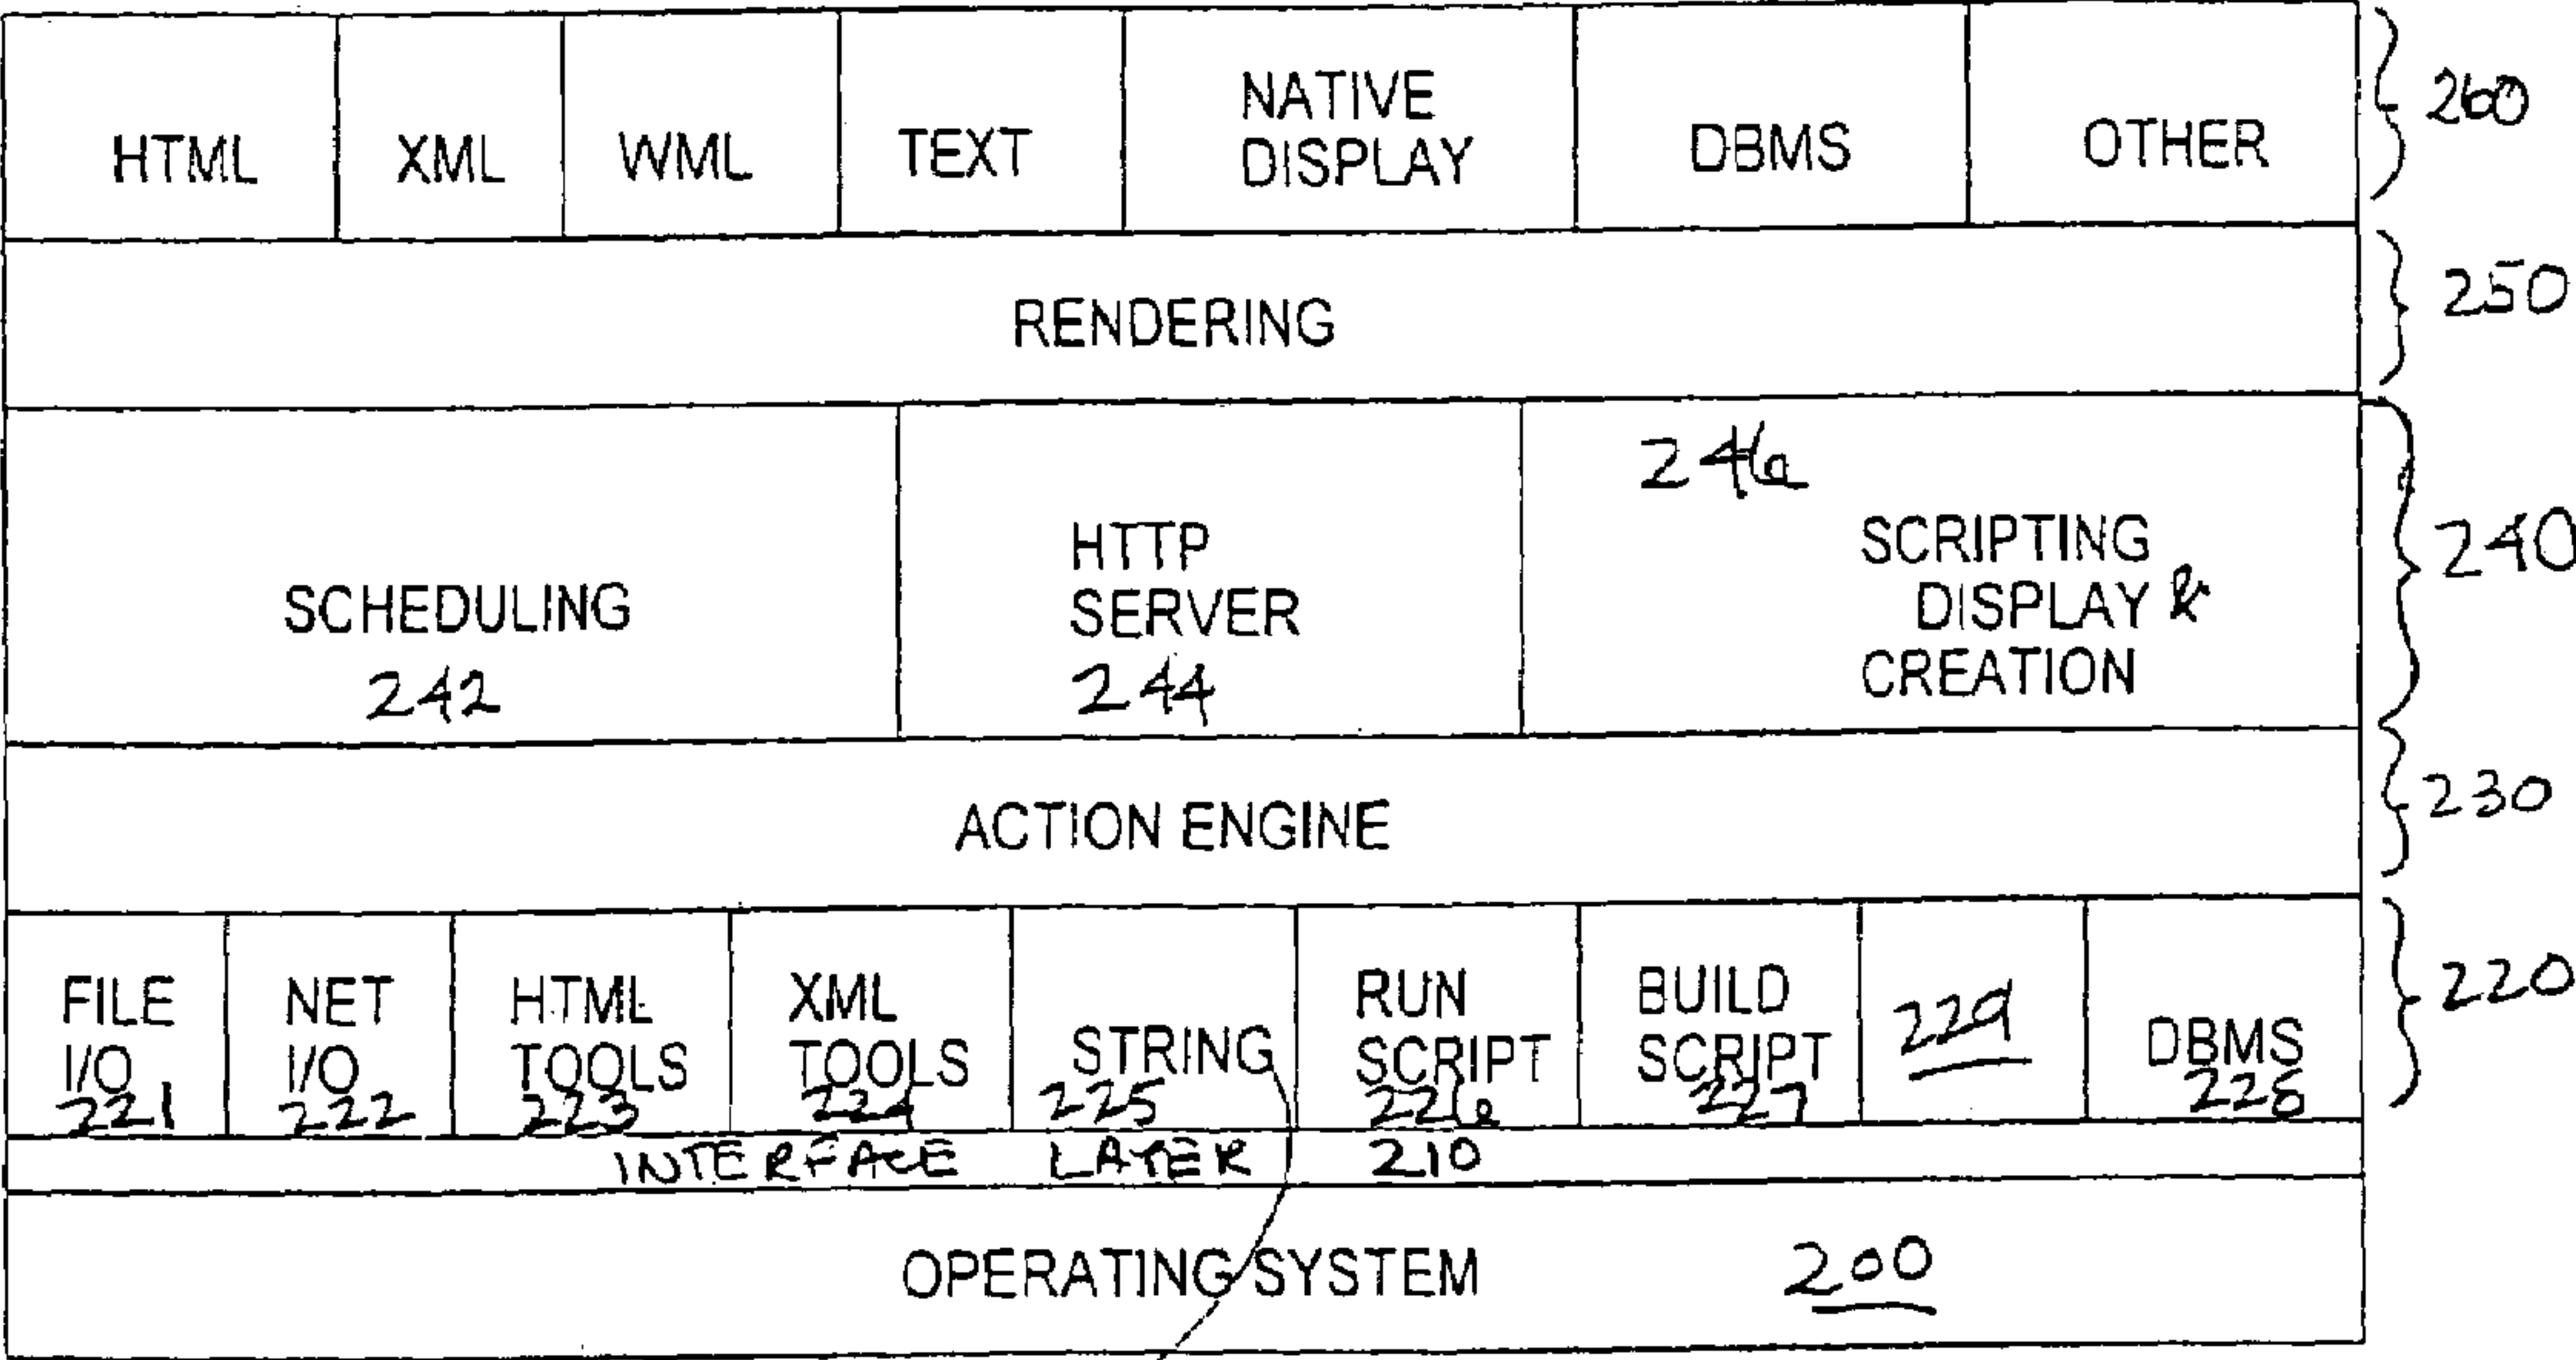 HTML XML WML TEXT NATIVE DISPLAY DBMS OTHER 260
RENDERING 250
SCHEDULING 242 HTTP SERVER 244 246 SCRIPTING DISPLAY & CREATION 240
ACTION ENGINE 230
FILE I/O 221 NET I/O 222 HTML TOOLS 223 XML TOOLS 224 STRING 225 RUN SCRIPT 226 BUILD SCRIPT 227 229 DBMS 228 220
INTERFACE LAYER 210
OPERATING SYSTEM 200